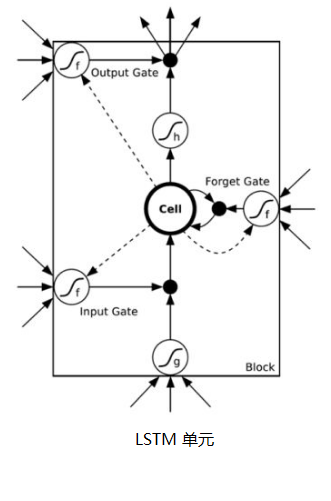 f
Output Gate
h
Forget Gate
Cell
f
f
Input Gate
g
Block
LSTM 单元